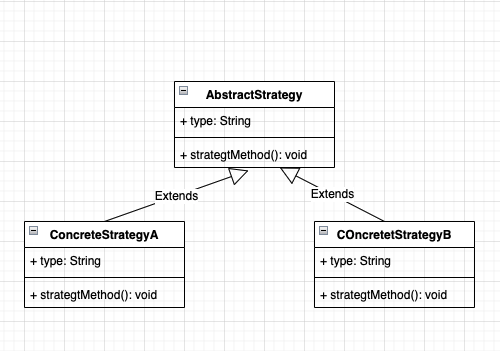 AbstractStrategy
+ type: String
+ strategtMethod(): void
Extends
Extends
ConcreteStrategyA
+ type: String
+ strategtMethod(): void
COncretetStrategyB
+ type: String
+ strategtMethod(): void